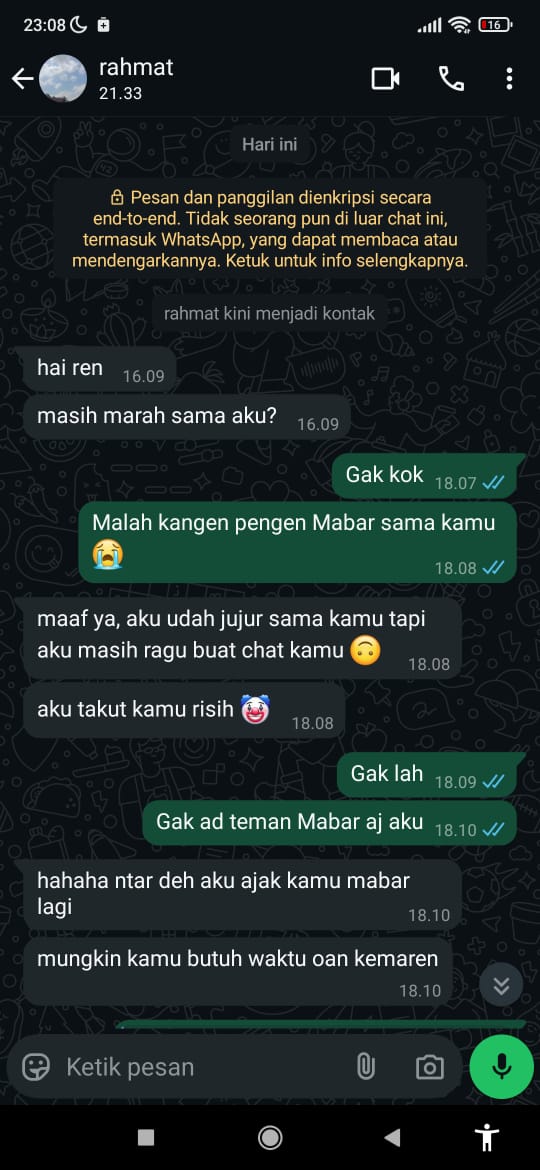 23:08
16
rahmat
21.33
Hari ini
Pesan dan panggilan dienkripsi secara
end-to-end. Tidak seorang pun di luar chat ini,
termasuk WhatsApp, yang dapat membaca atau
mendengarkannya. Ketuk untuk info selengkapnya.
rahmat kini menjadi kontak
hai ren 16.09
masih marah sama aku? 16.09
Gak kok 18.07
Malah kangen pengen Mabar sama kamu
😭 18.08
maaf ya, aku udah jujur sama kamu tapi
aku masih ragu buat chat kamu 🙃 18.08
aku takut kamu risih 🤡 18.08
Gak lah 18.09
Gak ad teman Mabar aj aku 18.10
hahaha ntar deh aku ajak kamu mabar
lagi 18.10
mungkin kamu butuh waktu oan kemaren
18.10
Ketik pesan